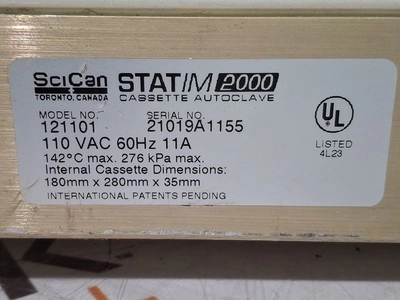 SciCan STATIM 2000
TORONTO, CANADA CASSETTE AUTOCLAVE
MODEL NO. SERIAL NO.
121101 21019A1155
110 VAC 60Hz 11A
142°C max. 276 kPa max.
Internal Cassette Dimensions:
180mm x 280mm x 35mm
INTERNATIONAL PATENTS PENDING
UL
LISTED
4L23